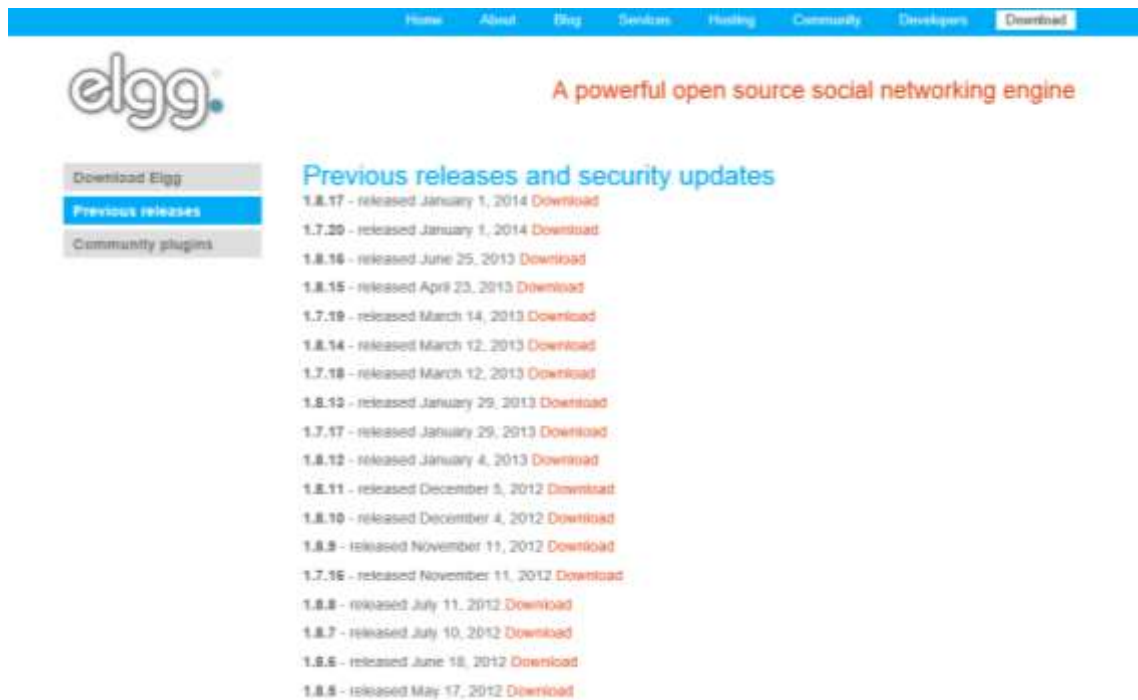 Home About Blog Services Hosting Community Developers Download
elgg.
A powerful open source social networking engine
Download Elgg
Previous releases
Community plugins
Previous releases and security updates
1.8.17 - released January 1, 2014 Download
1.7.20 - released January 1, 2014 Download
1.8.16 - released June 25, 2013 Download
1.8.15 - released April 23, 2013 Download
1.7.19 - released March 14, 2013 Download
1.8.14 - released March 12, 2013 Download
1.7.18 - released March 12, 2013 Download
1.8.13 - released January 29, 2013 Download
1.7.17 - released January 29, 2013 Download
1.8.12 - released January 4, 2013 Download
1.8.11 - released December 5, 2012 Download
1.8.10 - released December 4, 2012 Download
1.8.9 - released November 11, 2012 Download
1.7.16 - released November 11, 2012 Download
1.8.8 - released July 11, 2012 Download
1.8.7 - released July 10, 2012 Download
1.8.6 - released June 18, 2012 Download
1.8.5 - released May 17, 2012 Download